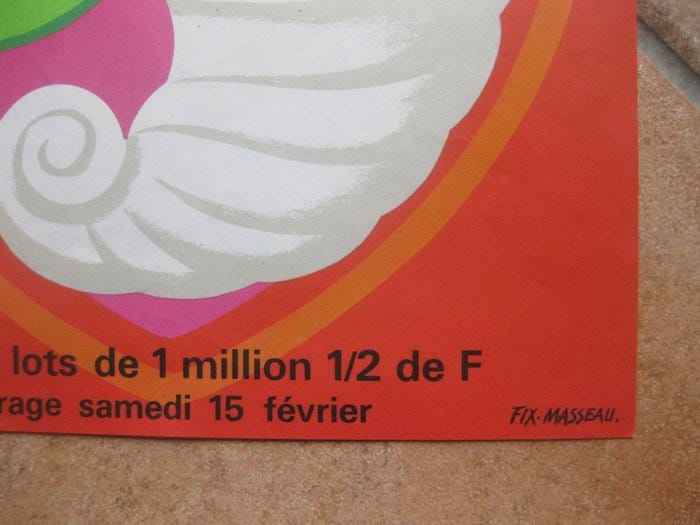 lots de 1 million 1/2 de F
rage samedi 15 février
FIX-MASSEAU.